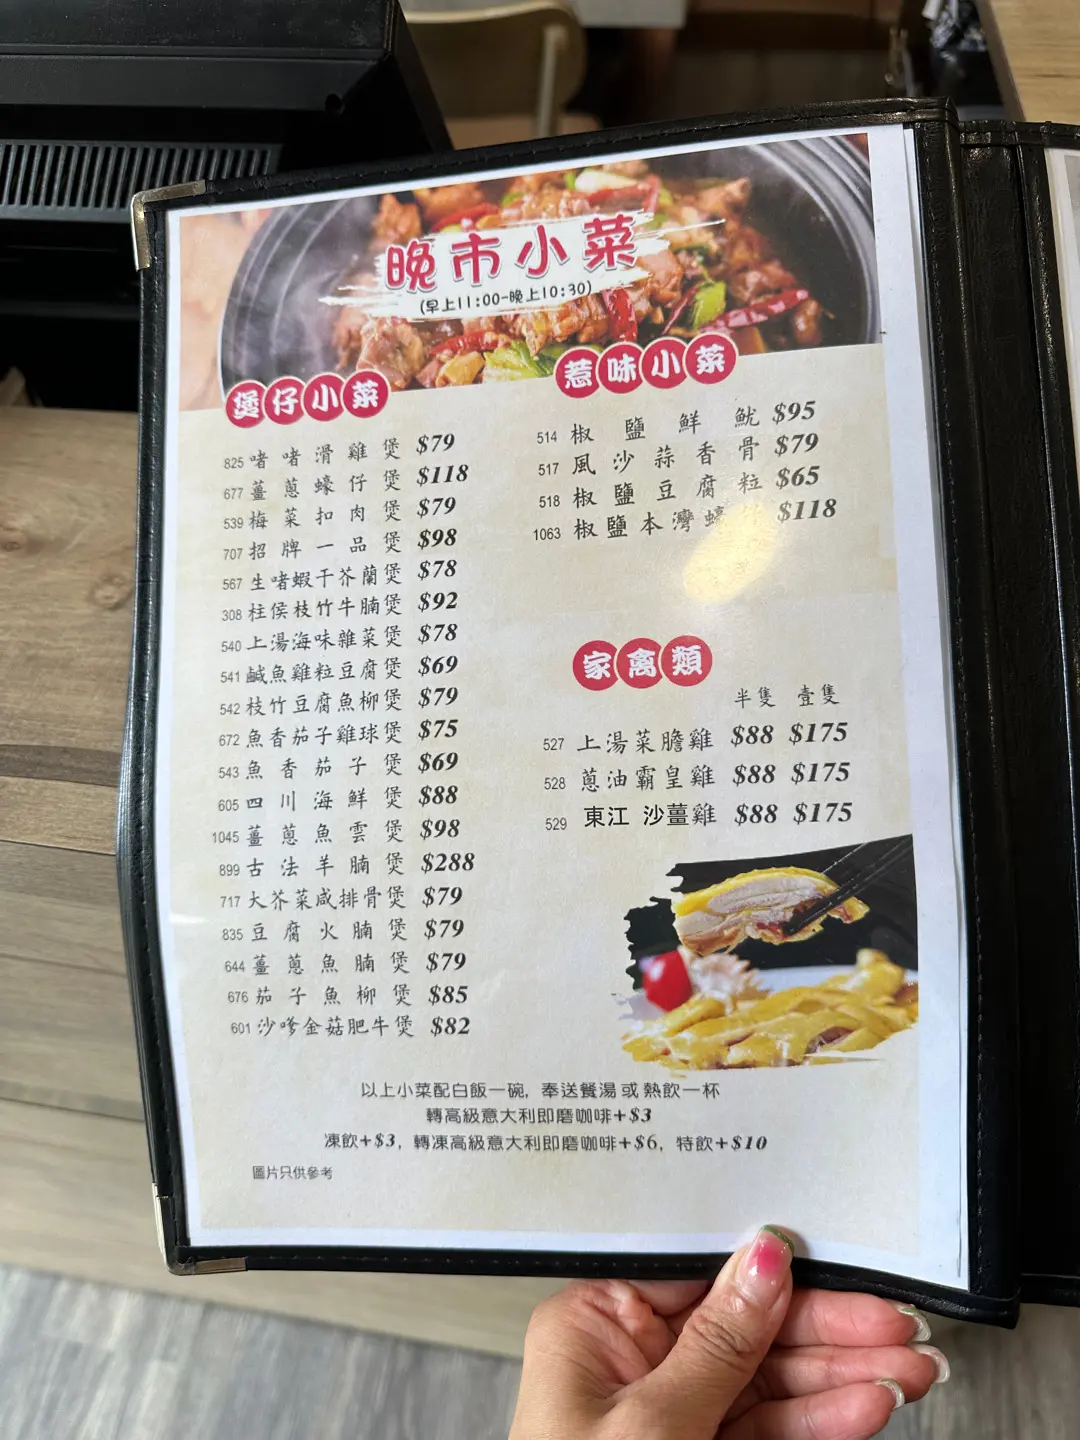 晚市小菜
(早上11:00-晚上10:30)
煲仔小菜
825 啫啫滑雞煲 $79
677 薑蔥蠔仔煲 $118
539 梅菜扣肉煲 $79
707 招牌一品煲 $98
567 生啫蝦干芥蘭煲 $78
308 柱侯枝竹牛腩煲 $92
540 上湯海味雜菜煲 $78
541 鹹魚雞粒豆腐煲 $69
542 枝竹豆腐魚柳煲 $79
672 魚香茄子雞球煲 $75
543 魚香茄子煲 $69
605 四川海鮮煲 $88
1045 薑蔥魚雲煲 $98
899 古法羊腩煲 $288
717 大芥菜咸排骨煲 $79
835 豆腐火腩煲 $79
644 薑蔥魚腩煲 $79
676 茄子魚柳煲 $85
601 沙嗲金菇肥牛煲 $82
惹味小菜
514 椒鹽鮮魷 $95
517 風沙蒜香骨 $79
518 椒鹽豆腐粒 $65
1063 椒鹽本灣蠔 $118
家禽類
半隻 壹隻
527 上湯菜膽雞 $88 $175
528 蔥油霸皇雞 $88 $175
529 東江 沙薑雞 $88 $175
以上小菜配白飯一碗, 奉送餐湯或熱飲一杯
轉高級意大利即磨咖啡+$3
凍飲+$3, 轉凍高級意大利即磨咖啡+$6, 特飲+$10
圖片只供參考